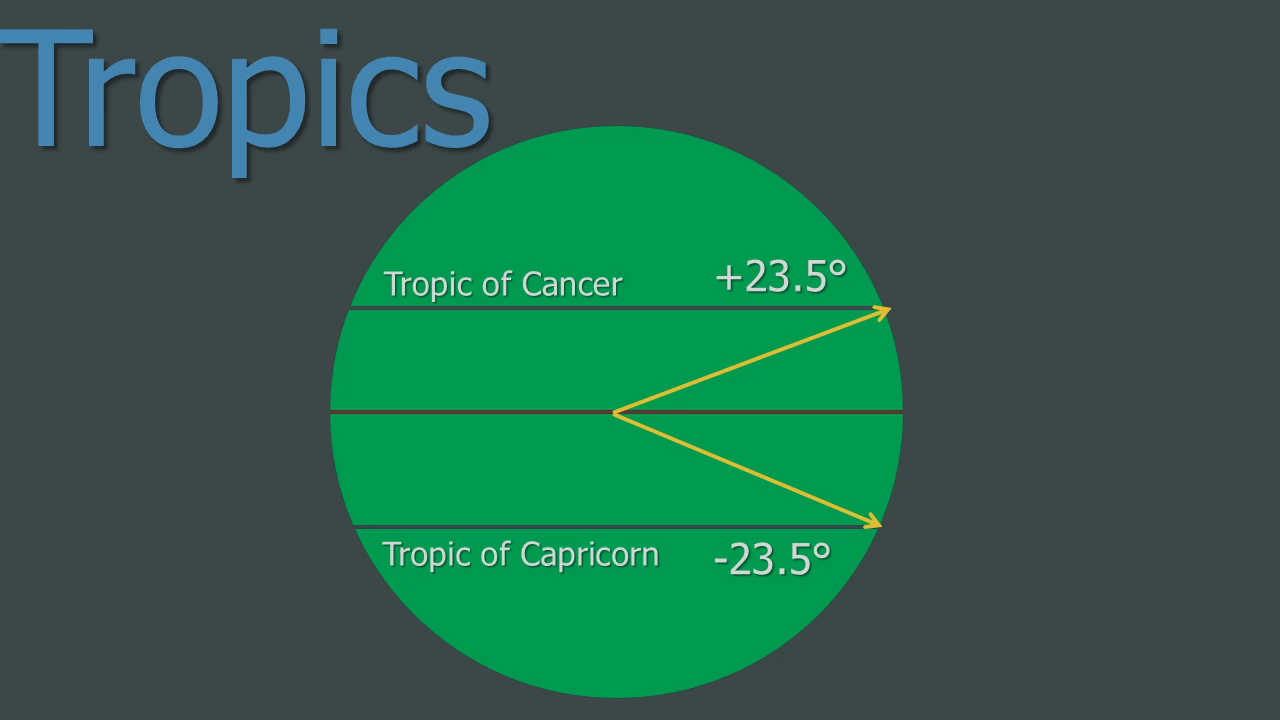 Tropics
Tropic of Cancer
+23.5°
Tropic of Capricorn
-23.5°